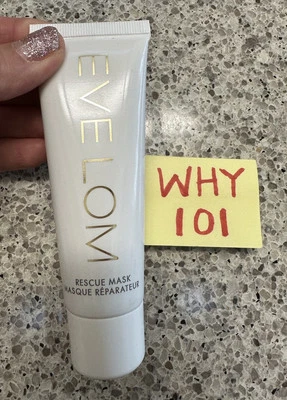 EVE LOM
RESCUE MASK
MASQUE RÉPARATEUR
WHY
101